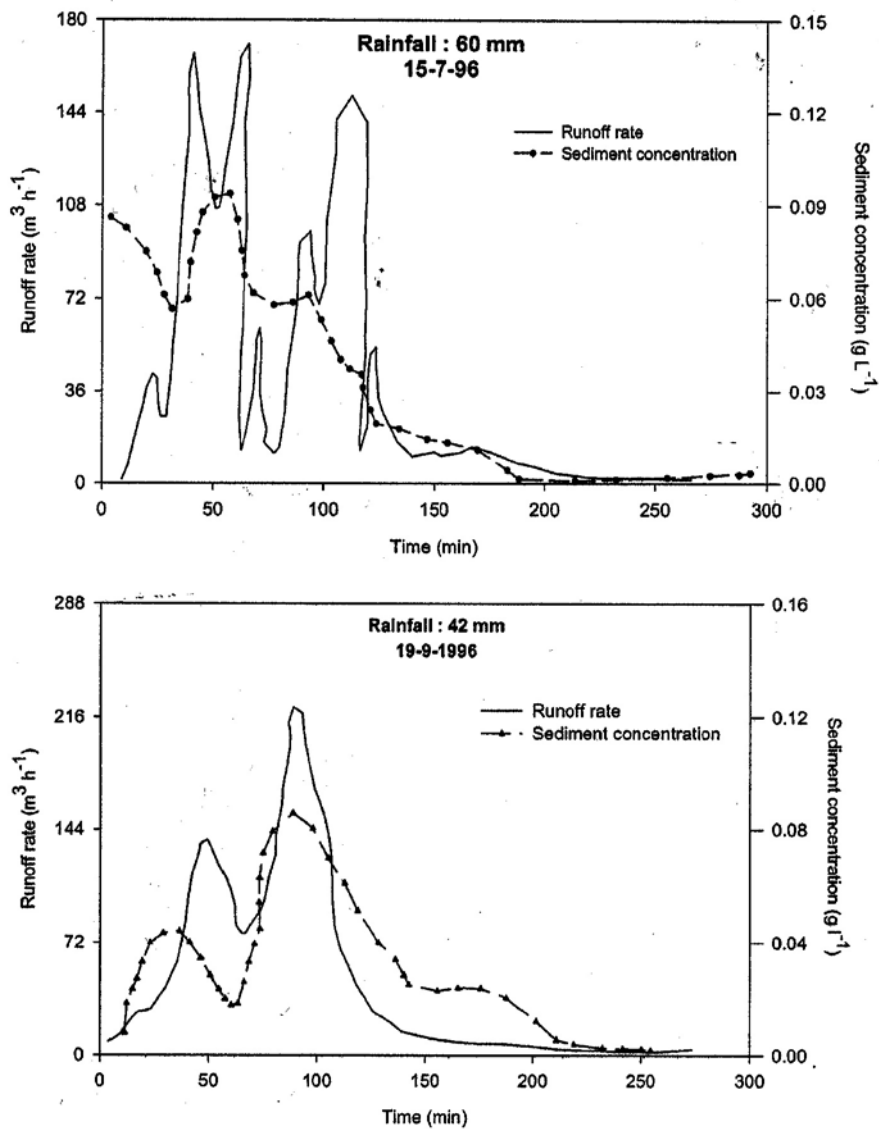 180
144
108
72
36
0
Runoff rate (m³ h⁻¹)
Rainfall : 60 mm
15-7-96
Runoff rate
Sediment concentration
0.15
0.12
0.09
0.06
0.03
0.00
Sediment concentration (g L⁻¹)
0 50 100 150 200 250 300
Time (min)
288
216
144
72
0
Runoff rate (m³ h⁻¹)
Rainfall : 42 mm
19-9-1996
Runoff rate
Sediment concentration
0.16
0.12
0.08
0.04
0.00
Sediment concentration (g l⁻¹)
0 50 100 150 200 250 300
Time (min)